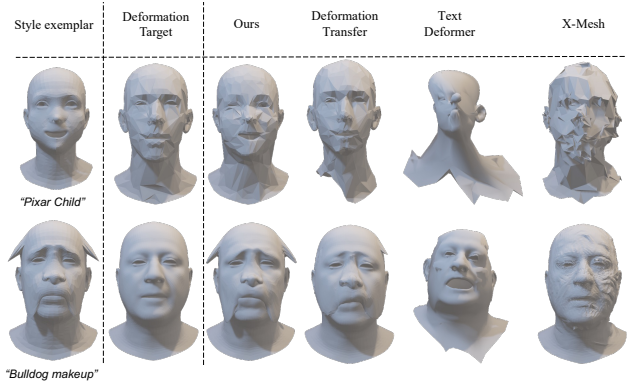 Style exemplar
Deformation
Target
Ours
Deformation
Transfer
Text
Deformer
X-Mesh
"Pixar Child"
"Bulldog makeup"